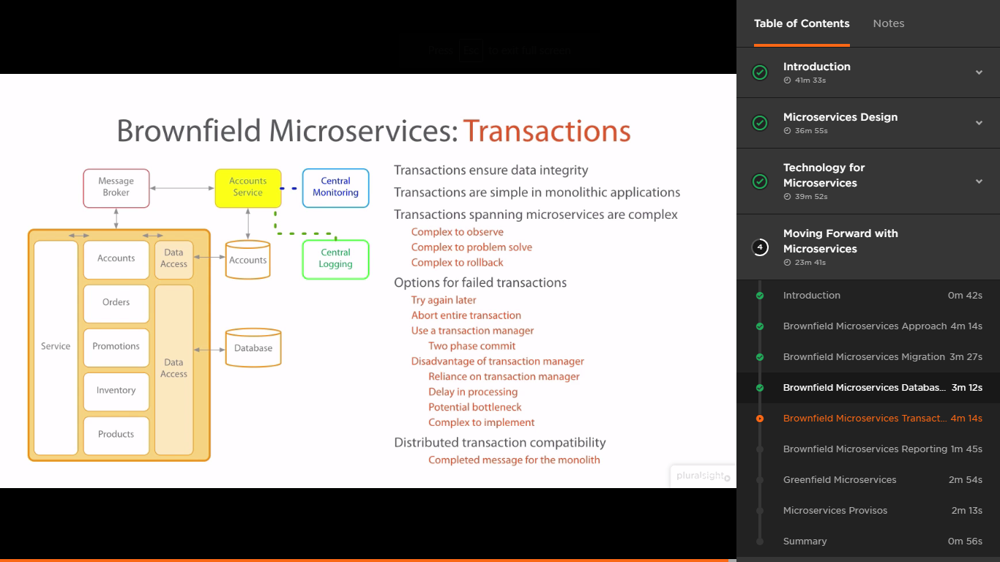 Press Esc to exit full screen
Brownfield Microservices: Transactions
Message
Broker
Accounts
Service
Central
Monitoring
Central
Logging
Accounts
Data
Access
Accounts
Orders
Service
Promotions
Data
Access
Database
Inventory
Products
Transactions ensure data integrity
Transactions are simple in monolithic applications
Transactions spanning microservices are complex
Complex to observe
Complex to problem solve
Complex to rollback
Options for failed transactions
Try again later
Abort entire transaction
Use a transaction manager
Two phase commit
Disadvantage of transaction manager
Reliance on transaction manager
Delay in processing
Potential bottleneck
Complex to implement
Distributed transaction compatibility
Completed message for the monolith
pluralsight
Table of Contents
Notes
Introduction
41m 33s
Microservices Design
36m 55s
Technology for
Microservices
39m 52s
4
Moving Forward with
Microservices
23m 41s
Introduction 0m 42s
Brownfield Microservices Approach 4m 14s
Brownfield Microservices Migration 3m 27s
Brownfield Microservices Databas... 3m 12s
Brownfield Microservices Transact... 4m 14s
Brownfield Microservices Reporting 1m 45s
Greenfield Microservices 2m 54s
Microservices Provisos 2m 13s
Summary 0m 56s